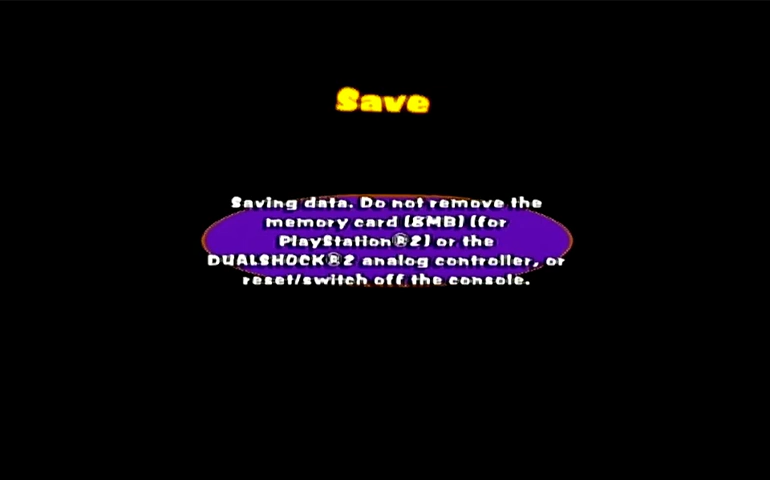 Save
Saving data. Do not remove the
memory card (8MB) (for
PlayStation®2) or the
DUALSHOCK®2 analog controller, or
reset/switch off the console.